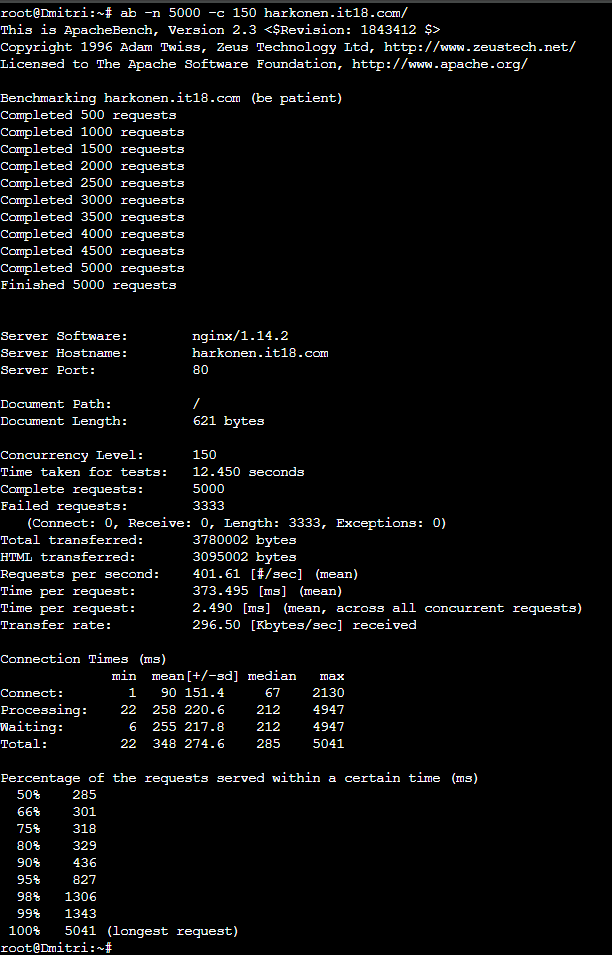 root@Dmitri:~# ab -n 5000 -c 150 harkonen.it18.com/
This is ApacheBench, Version 2.3 <$Revision: 1843412 $>
Copyright 1996 Adam Twiss, Zeus Technology Ltd, http://www.zeustech.net/
Licensed to The Apache Software Foundation, http://www.apache.org/

Benchmarking harkonen.it18.com (be patient)
Completed 500 requests
Completed 1000 requests
Completed 1500 requests
Completed 2000 requests
Completed 2500 requests
Completed 3000 requests
Completed 3500 requests
Completed 4000 requests
Completed 4500 requests
Completed 5000 requests
Finished 5000 requests


Server Software:        nginx/1.14.2
Server Hostname:        harkonen.it18.com
Server Port:            80

Document Path:          /
Document Length:        621 bytes

Concurrency Level:      150
Time taken for tests:   12.450 seconds
Complete requests:      5000
Failed requests:        3333
   (Connect: 0, Receive: 0, Length: 3333, Exceptions: 0)
Total transferred:      3780002 bytes
HTML transferred:       3095002 bytes
Requests per second:    401.61 [#/sec] (mean)
Time per request:       373.495 [ms] (mean)
Time per request:       2.490 [ms] (mean, across all concurrent requests)
Transfer rate:          296.50 [Kbytes/sec] received

Connection Times (ms)
              min  mean[+/-sd] median   max
Connect:        1   90 151.4     67    2130
Processing:    22  258 220.6    212    4947
Waiting:        6  255 217.8    212    4947
Total:         22  348 274.6    285    5041

Percentage of the requests served within a certain time (ms)
  50%    285
  66%    301
  75%    318
  80%    329
  90%    436
  95%    827
  98%   1306
  99%   1343
 100%   5041 (longest request)
root@Dmitri:~#